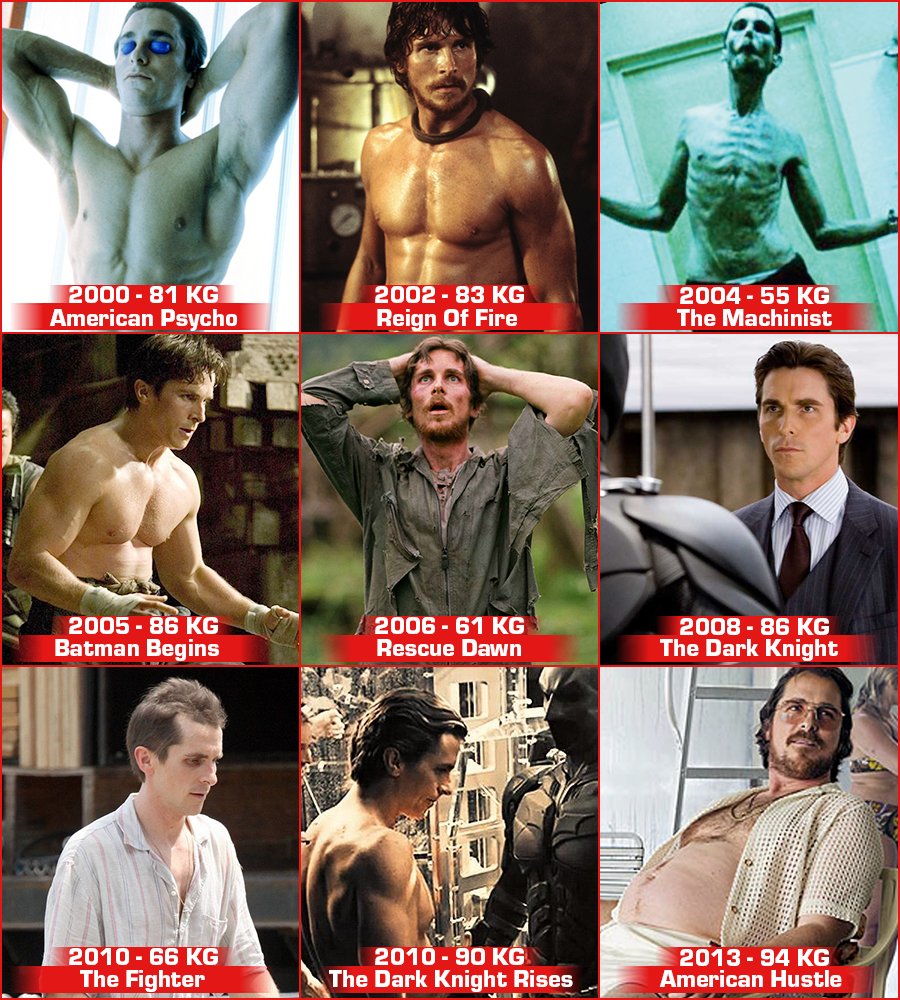 2000 - 81 KG
American Psycho
2002 - 83 KG
Reign Of Fire
2004 - 55 KG
The Machinist
2005 - 86 KG
Batman Begins
2006 - 61 KG
Rescue Dawn
2008 - 86 KG
The Dark Knight
2010 - 66 KG
The Fighter
2010 - 90 KG
The Dark Knight Rises
2013 - 94 KG
American Hustle